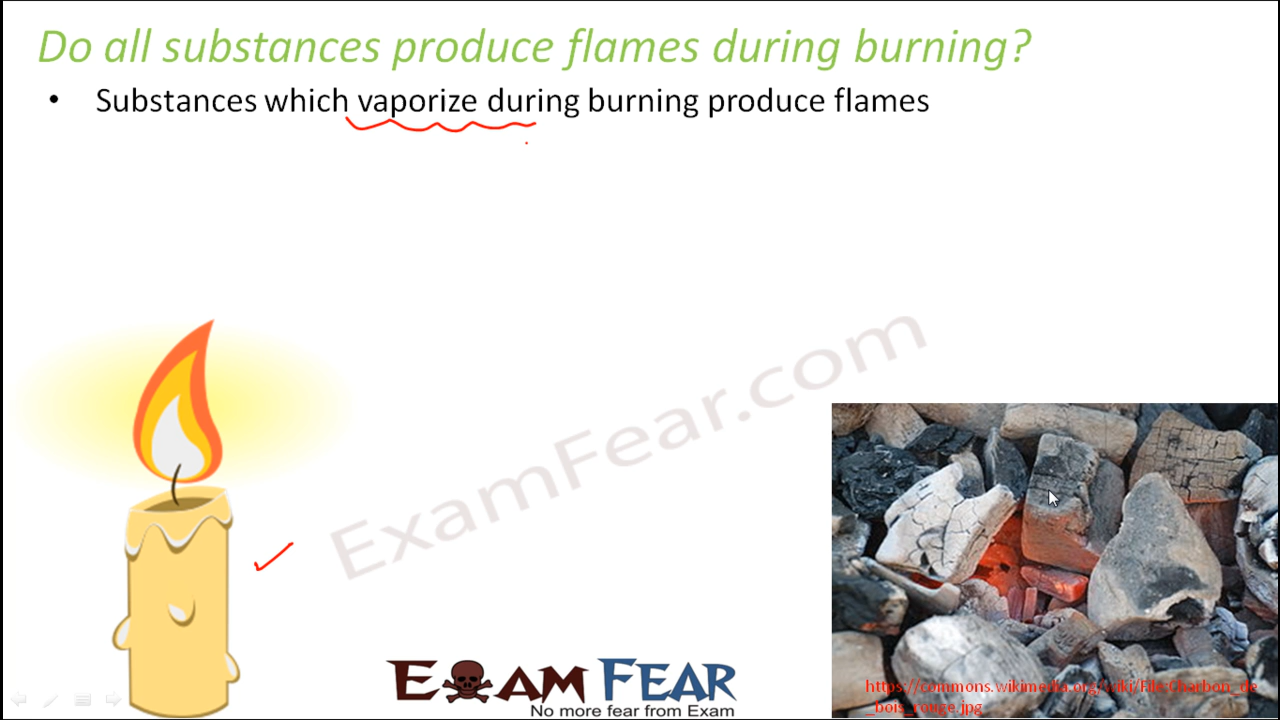 Do all substances produce flames during burning?
• Substances which vaporize during burning produce flames
ExamFear.com
https://commons.wikimedia.org/wiki/File:Charbon_de
_bois_rouge.jpg
EXAM FEAR
No more fear from Exam